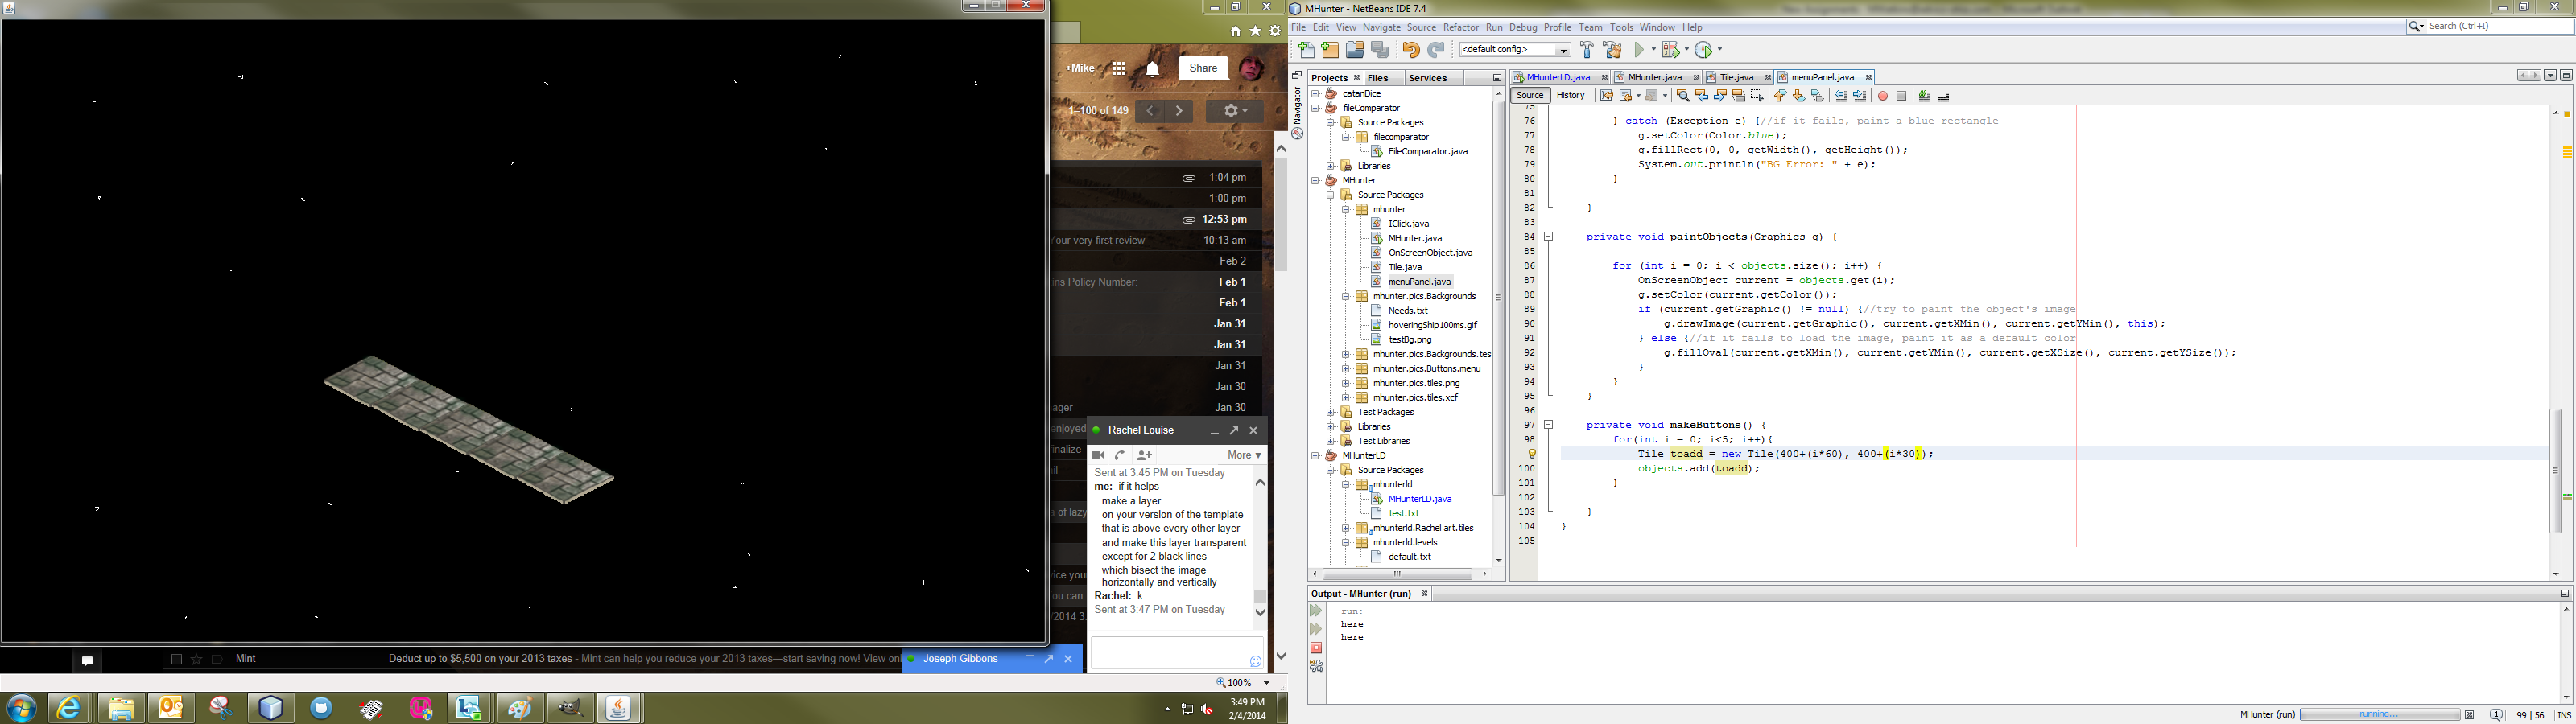 +Mike
Share
1–100 of 149
1:04 pm
1:00 pm
12:53 pm
our very first review 10:13 am
Feb 2
kins Policy Number: Feb 1
Feb 1
Jan 31
Jan 31
Jan 31
Jan 30
ager Jan 30
enjoyed
finalize
ail
a of lazy
vice you
ou can
/2014 3:
Rachel Louise
More
Sent at 3:45 PM on Tuesday
me: if it helps
make a layer
on your version of the template
that is above every other layer
and make this layer transparent
except for 2 black lines
which bisect the image
horizontally and vertically
Rachel: k
Sent at 3:47 PM on Tuesday
Mint Deduct up to $5,500 on your 2013 taxes - Mint can help you reduce your 2013 taxes—start saving now! View onl
Joseph Gibbons
100%
3:49 PM
2/4/2014
MHunter - NetBeans IDE 7.4
File Edit View Navigate Source Refactor Run Debug Profile Team Tools Window Help
Search (Ctrl+I)
<default config>
Projects Files Services
Navigator
catanDice
fileComparator
Source Packages
filecomparator
FileComparator.java
Libraries
MHunter
Source Packages
mhunter
IClick.java
MHunter.java
OnScreenObject.java
Tile.java
menuPanel.java
mhunter.pics.Backgrounds
Needs.txt
hoveringShip100ms.gif
testBg.png
mhunter.pics.Backgrounds.tes
mhunter.pics.Buttons.menu
mhunter.pics.tiles.png
mhunter.pics.tiles.xcf
Test Packages
Libraries
Test Libraries
MHunterLD
Source Packages
mhunterld
MHunterLD.java
test.txt
mhunterld.Rachel art.tiles
mhunterld.levels
default.txt
MHunterLD.java MHunter.java Tile.java menuPanel.java
Source History
75
76 } catch (Exception e) {//if it fails, paint a blue rectangle
77 g.setColor(Color.blue);
78 g.fillRect(0, 0, getWidth(), getHeight());
79 System.out.println("BG Error: " + e);
80 }
81
82 }
83
84 private void paintObjects(Graphics g) {
85
86 for (int i = 0; i < objects.size(); i++) {
87 OnScreenObject current = objects.get(i);
88 g.setColor(current.getColor());
89 if (current.getGraphic() != null) {//try to paint the object's image
90 g.drawImage(current.getGraphic(), current.getXMin(), current.getYMin(), this);
91 } else {//if it fails to load the image, paint it as a default color
92 g.fillOval(current.getXMin(), current.getYMin(), current.getXSize(), current.getYSize());
93 }
94 }
95 }
96
97 private void makeButtons() {
98 for(int i = 0; i<5; i++){
Tile toadd = new Tile(400+(i*60), 400+(i*30));
100 objects.add(toadd);
101 }
102
103 }
104 }
105
Output - MHunter (run)
run:
here
here
MHunter (run) running...
1
99 | 56 INS